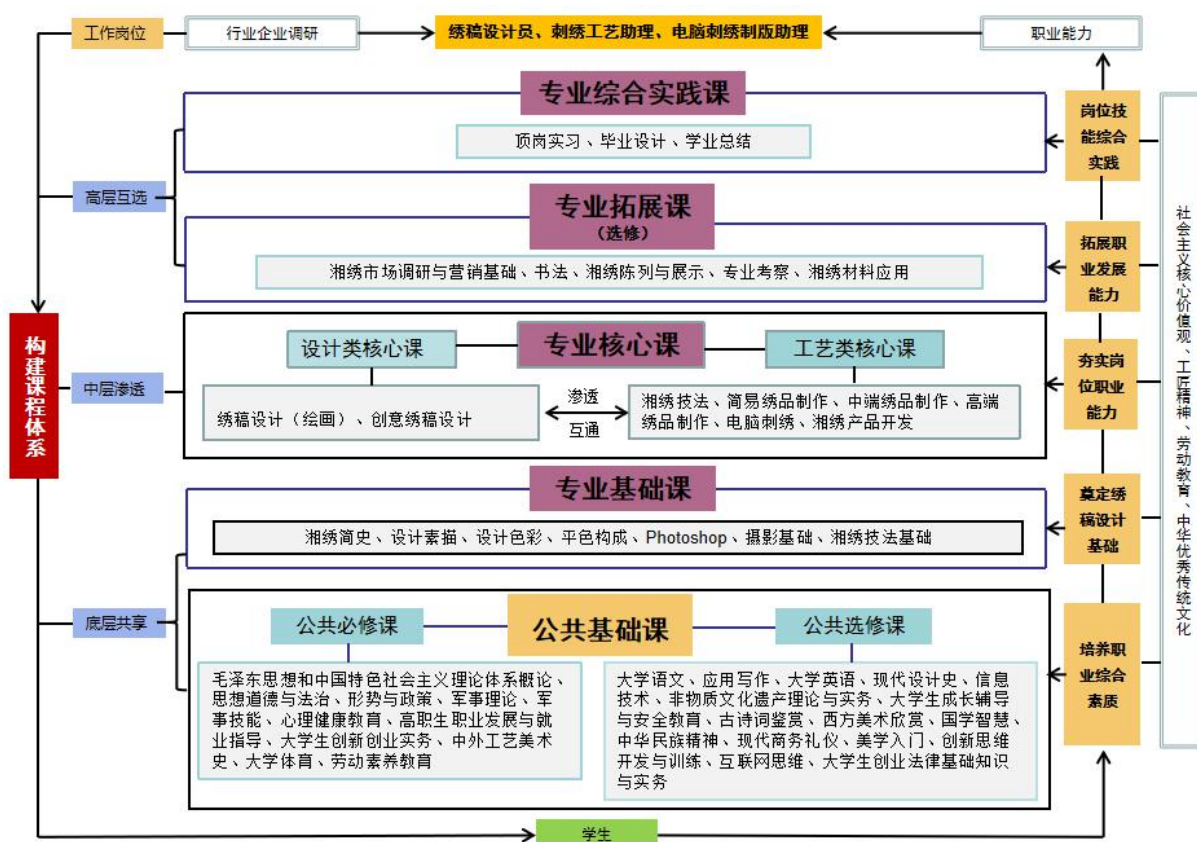 工作岗位
行业企业调研
绣稿设计员、刺绣工艺助理、电脑刺绣制版助理
职业能力
专业综合实践课
顶岗实习、毕业设计、学业总结
岗位技
能综合
实践
高层互选
专业拓展课
(选修)
湘绣市场调研与营销基础、书法、湘绣陈列与展示、专业考察、湘绣材料应用
拓展职
业发展
能力
构建课程体系
中层渗透
设计类核心课
专业核心课
工艺类核心课
绣稿设计（绘画）、创意绣稿设计
渗透
互通
湘绣技法、简易绣品制作、中端绣品制作、高端
绣品制作、电脑刺绣、湘绣产品开发
夯实岗
位职业
能力
专业基础课
湘绣简史、设计素描、设计色彩、平色构成、Photoshop、摄影基础、湘绣技法基础
奠定绣
稿设计
基础
底层共享
公共必修课
公共基础课
公共选修课
毛泽东思想和中国特色社会主义理论体系概论、
思想道德与法治、形势与政策、军事理论、军
事技能、心理健康教育、高职生职业发展与就
业指导、大学生创新创业实务、中外工艺美术
史、大学体育、劳动素养教育
大学语文、应用写作、大学英语、现代设计史、信息
技术、非物质文化遗产理论与实务、大学生成长辅导
与安全教育、古诗词鉴赏、西方美术欣赏、国学智慧、
中华民族精神、现代商务礼仪、美学入门、创新思维
开发与训练、互联网思维、大学生创业法律基础知识
与实务
培养职
业综合
素质
社会主义核心价值观、工匠精神、劳动教育、中华优秀传统文化
学生